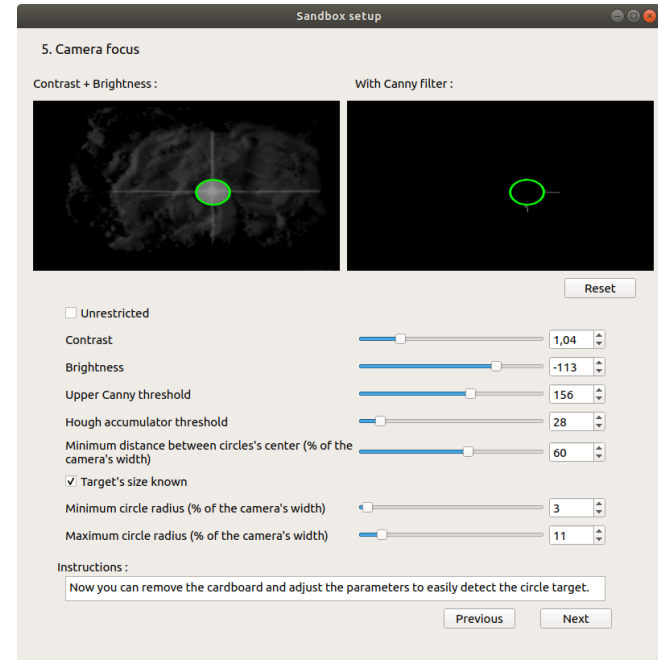 Sandbox setup
5. Camera focus
Contrast + Brightness :
With Canny filter :
Reset
Unrestricted
Contrast
1,04
Brightness
-113
Upper Canny threshold
156
Hough accumulator threshold
28
Minimum distance between circles's center (% of the
camera's width)
60
Target's size known
Minimum circle radius (% of the camera's width)
3
Maximum circle radius (% of the camera's width)
11
Instructions :
Now you can remove the cardboard and adjust the parameters to easily detect the circle target.
Previous
Next